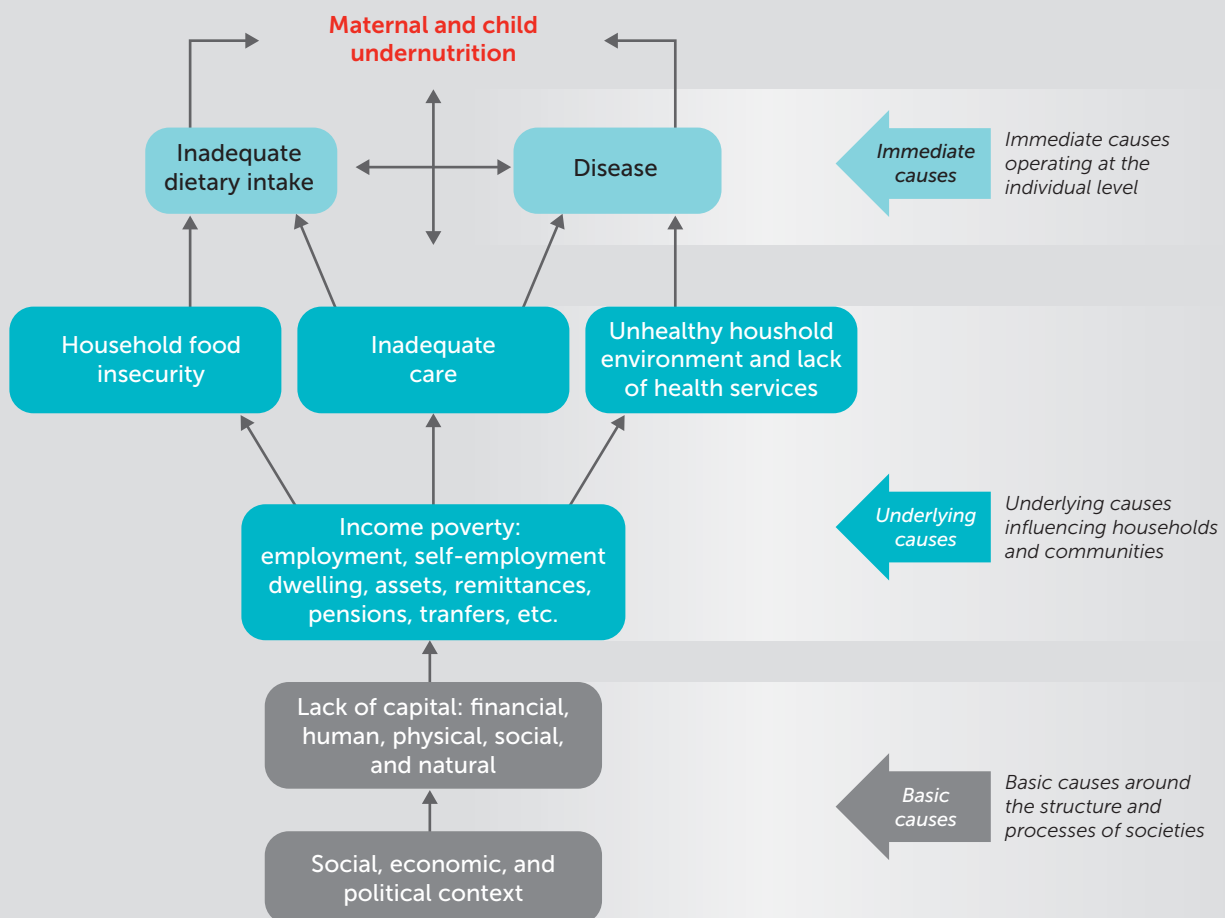 Maternal and child
undernutrition
Inadequate
dietary intake
Disease
Immediate
causes
Immediate causes
operating at the
individual level
Household food
insecurity
Inadequate
care
Unhealthy houshold
environment and lack
of health services
Income poverty:
employment, self-employment
dwelling, assets, remittances,
pensions, tranfers, etc.
Underlying
causes
Underlying causes
influencing households
and communities
Lack of capital: financial,
human, physical, social,
and natural
Basic
causes
Basic causes around
the structure and
processes of societies
Social, economic, and
political context